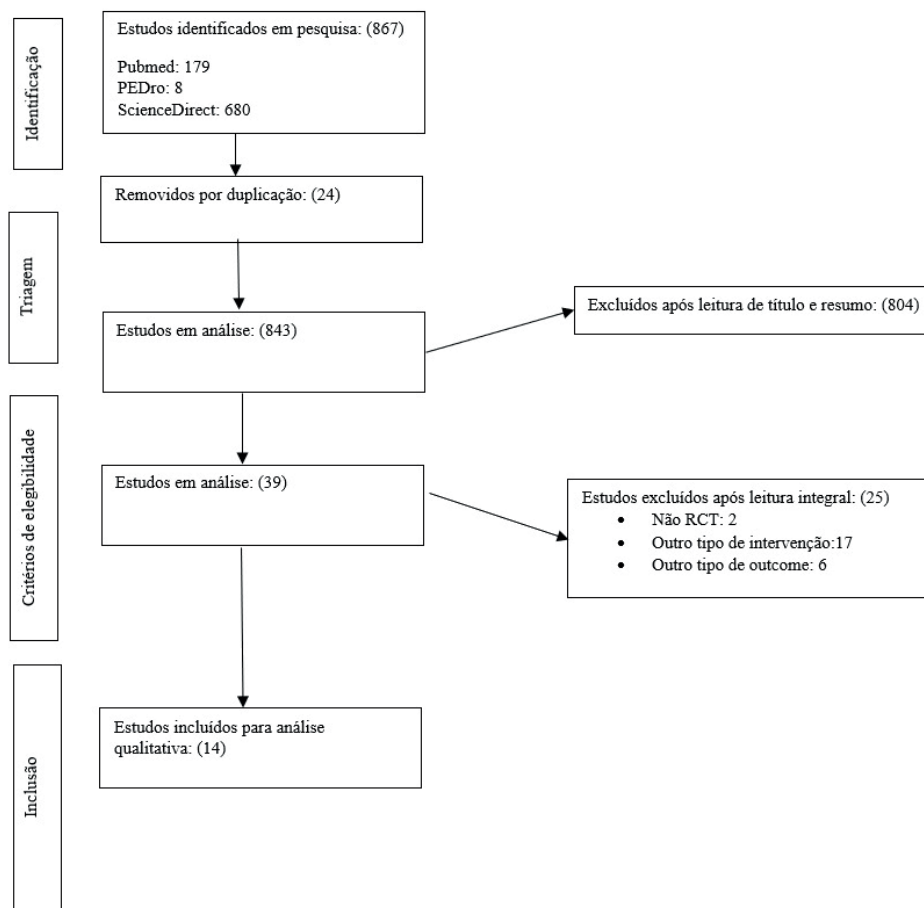 Identificação
Estudos identificados em pesquisa: (867)
Pubmed: 179
PEDro: 8
ScienceDirect: 680
Removidos por duplicação: (24)
Triagem
Estudos em análise: (843)
Excluídos após leitura de título e resumo: (804)
Critérios de elegibilidade
Estudos em análise: (39)
Estudos excluídos após leitura integral: (25)
• Não RCT: 2
• Outro tipo de intervenção:17
• Outro tipo de outcome: 6
Inclusão
Estudos incluídos para análise
qualitativa: (14)